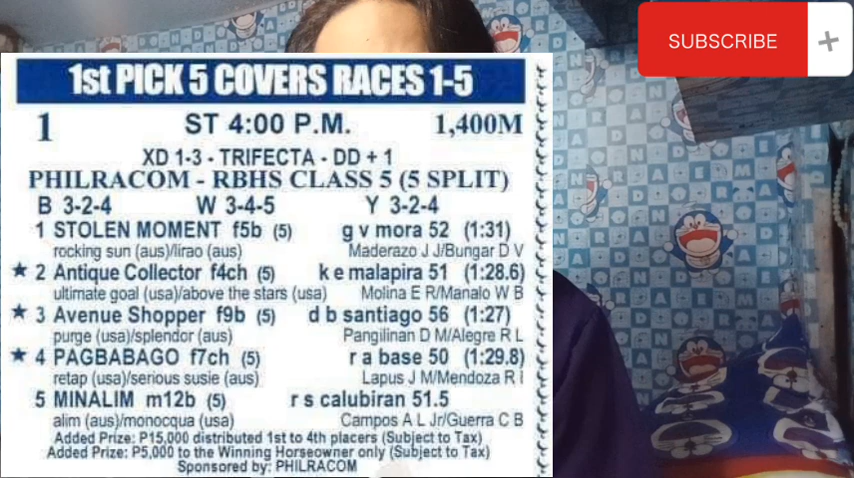 SUBSCRIBE
1st PICK 5 COVERS RACES 1-5
1 ST 4:00 P.M. 1,400M
XD 1-3 - TRIFECTA - DD + 1
PHILRACOM - RBHS CLASS 5 (5 SPLIT)
B 3-2-4 W 3-4-5 Y 3-2-4
1 STOLEN MOMENT f5b (5) g v mora 52 (1:31)
rocking sun (aus)/lirao (aus) Maderazo J J/Bungar D V
★ 2 Antique Collector f4ch (5) k e malapira 51 (1:28.6)
ultimate goal (usa)/above the stars (usa) Molina E R/Manalo W B
★ 3 Avenue Shopper f9b (5) d b santiago 56 (1:27)
purge (usa)/splendor (aus) Pangilinan D M/Alegre R L
★ 4 PAGBABAGO f7ch (5) r a base 50 (1:29.8)
retap (usa)/serious susie (aus) Lapus J M/Mendoza R
5 MINALIM m12b (5) r s calubiran 51.5
alim (aus)/monocqua (usa) Campos A L Jr/Guerra C B
Added Prize: P15,000 distributed 1st to 4th placers (Subject to Tax)
Added Prize: P5,000 to the Winning Horseowner only (Subject to Tax)
Sponsored by: PHILRACOM